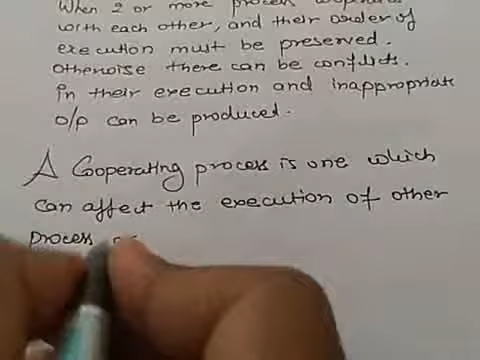 When 2 or more process
with each other, and their order of
execution must be preserved.
otherwise there can be conflicts.
in their execution and inappropriate
o/p can be produced.
A Cooperating process is one which
can affect the execution of other
process